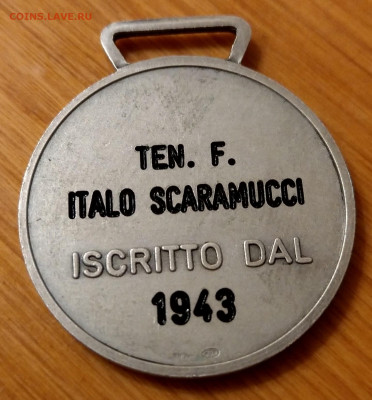 COINS.LAVE.RU
TEN. F.
ITALO SCARAMUCCI
ISCRITTO DAL
1943